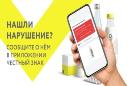 НАШЛИ
НАРУШЕНИЕ?
СООБЩИТЕ О НЁМ
В ПРИЛОЖЕНИИ
ЧЕСТНЫЙ ЗНАК